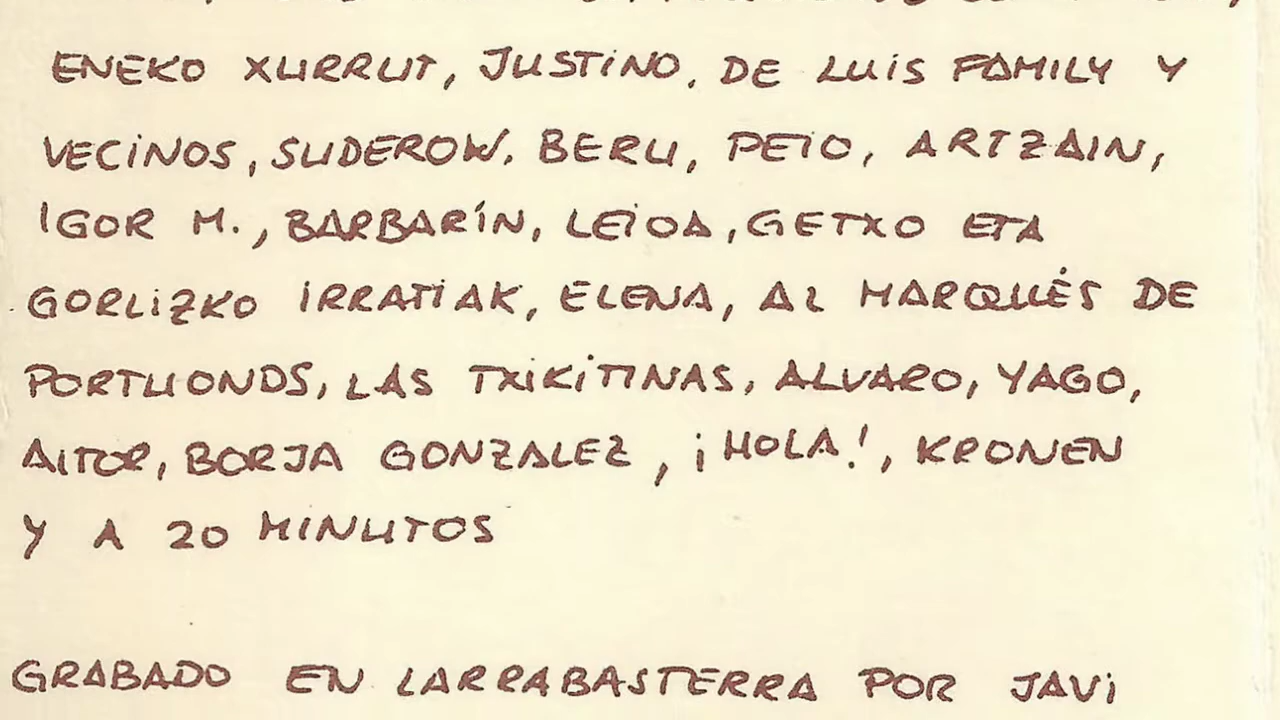 ENEKO XURRUT, JUSTINO, DE LUIS FAMILY Y
VECINOS, SUDEROW. BERU, PEIO, ARTZAIN,
IGOR M., BARBARÍN, LEIOA, GETXO ETA
GORLIZKO IRRATIAK, ELENA, AL MARQUÉS DE
PORTUONDS, LAS TXIKITINAS, ALVARO, YAGO,
AITOR, BORJA GONZALEZ, ¡HOLA!, KRONEN
Y A 20 MINUTOS
GRABADO EN LARRABASTERRA POR JAVI